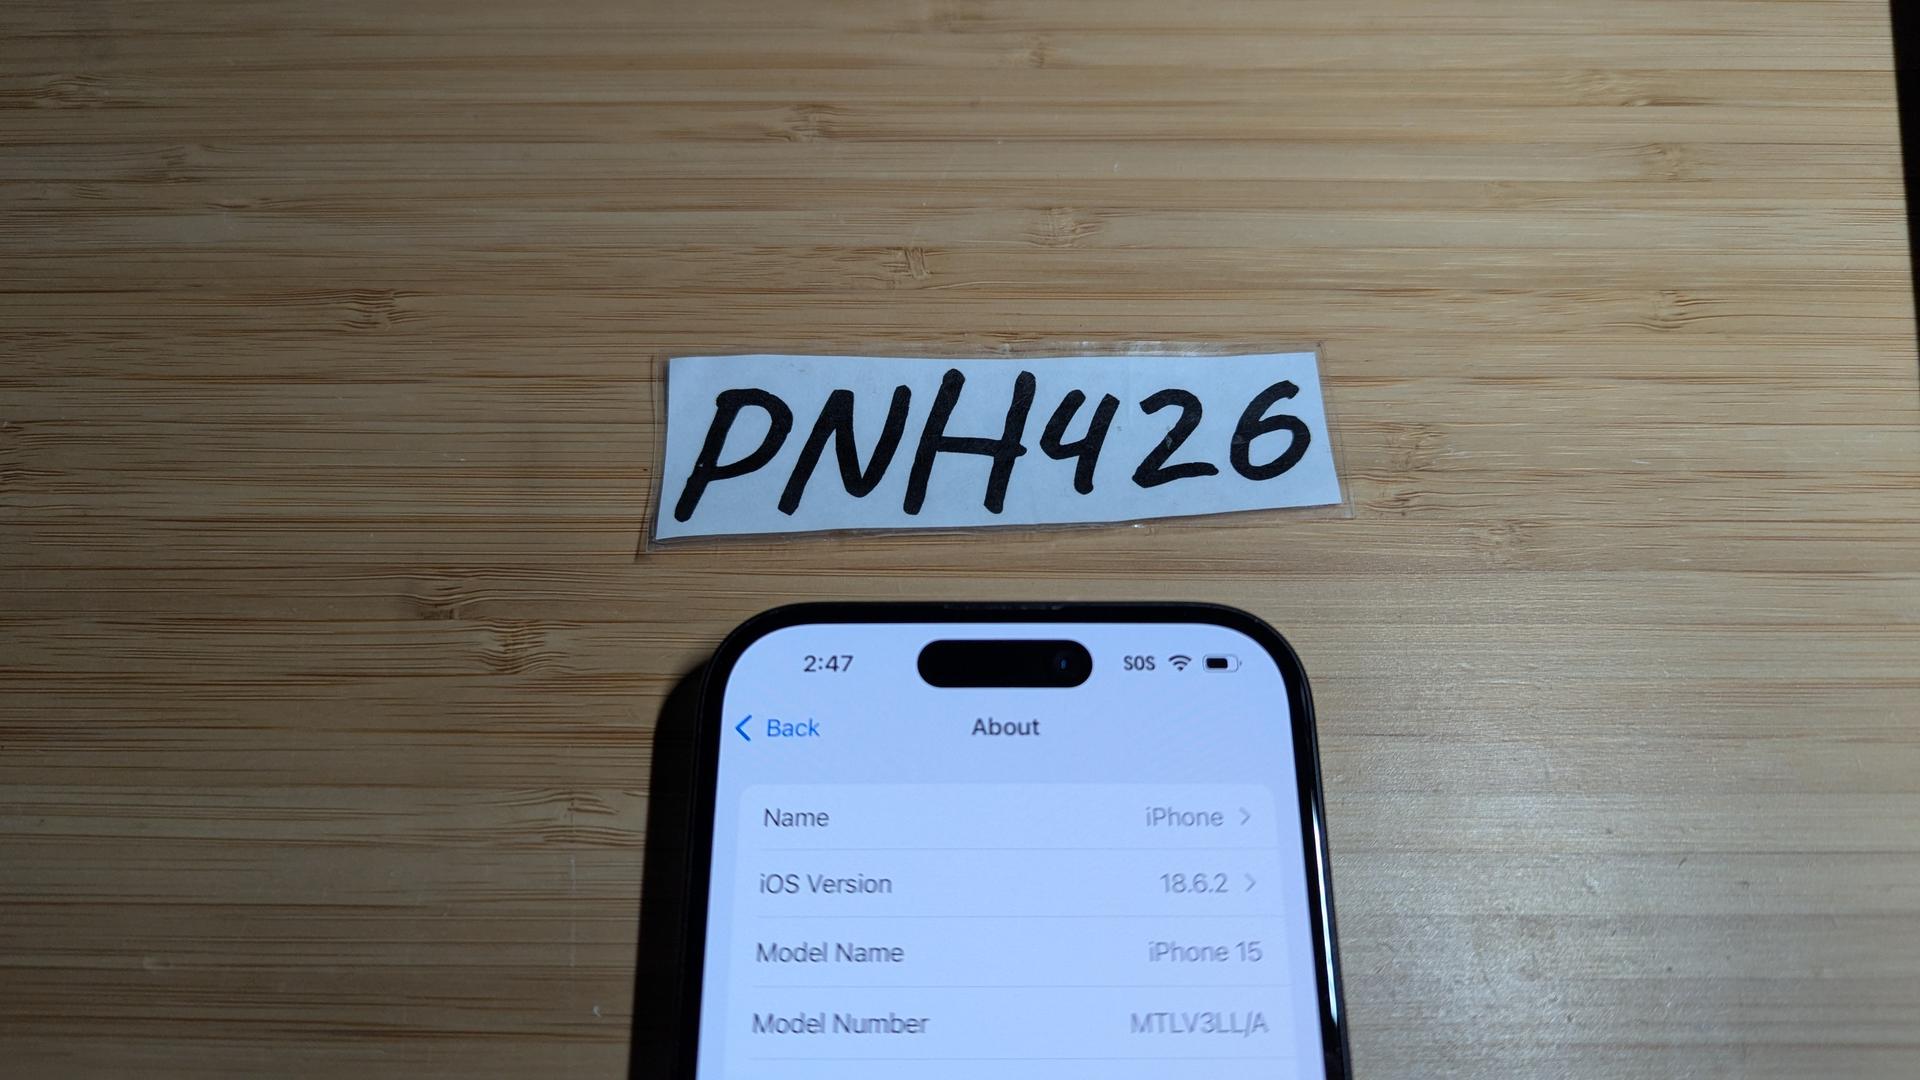 PNH426
2:47 SOS
Back About
Name iPhone
iOS Version 18.6.2
Model Name iPhone 15
Model Number MTLV3LL/A